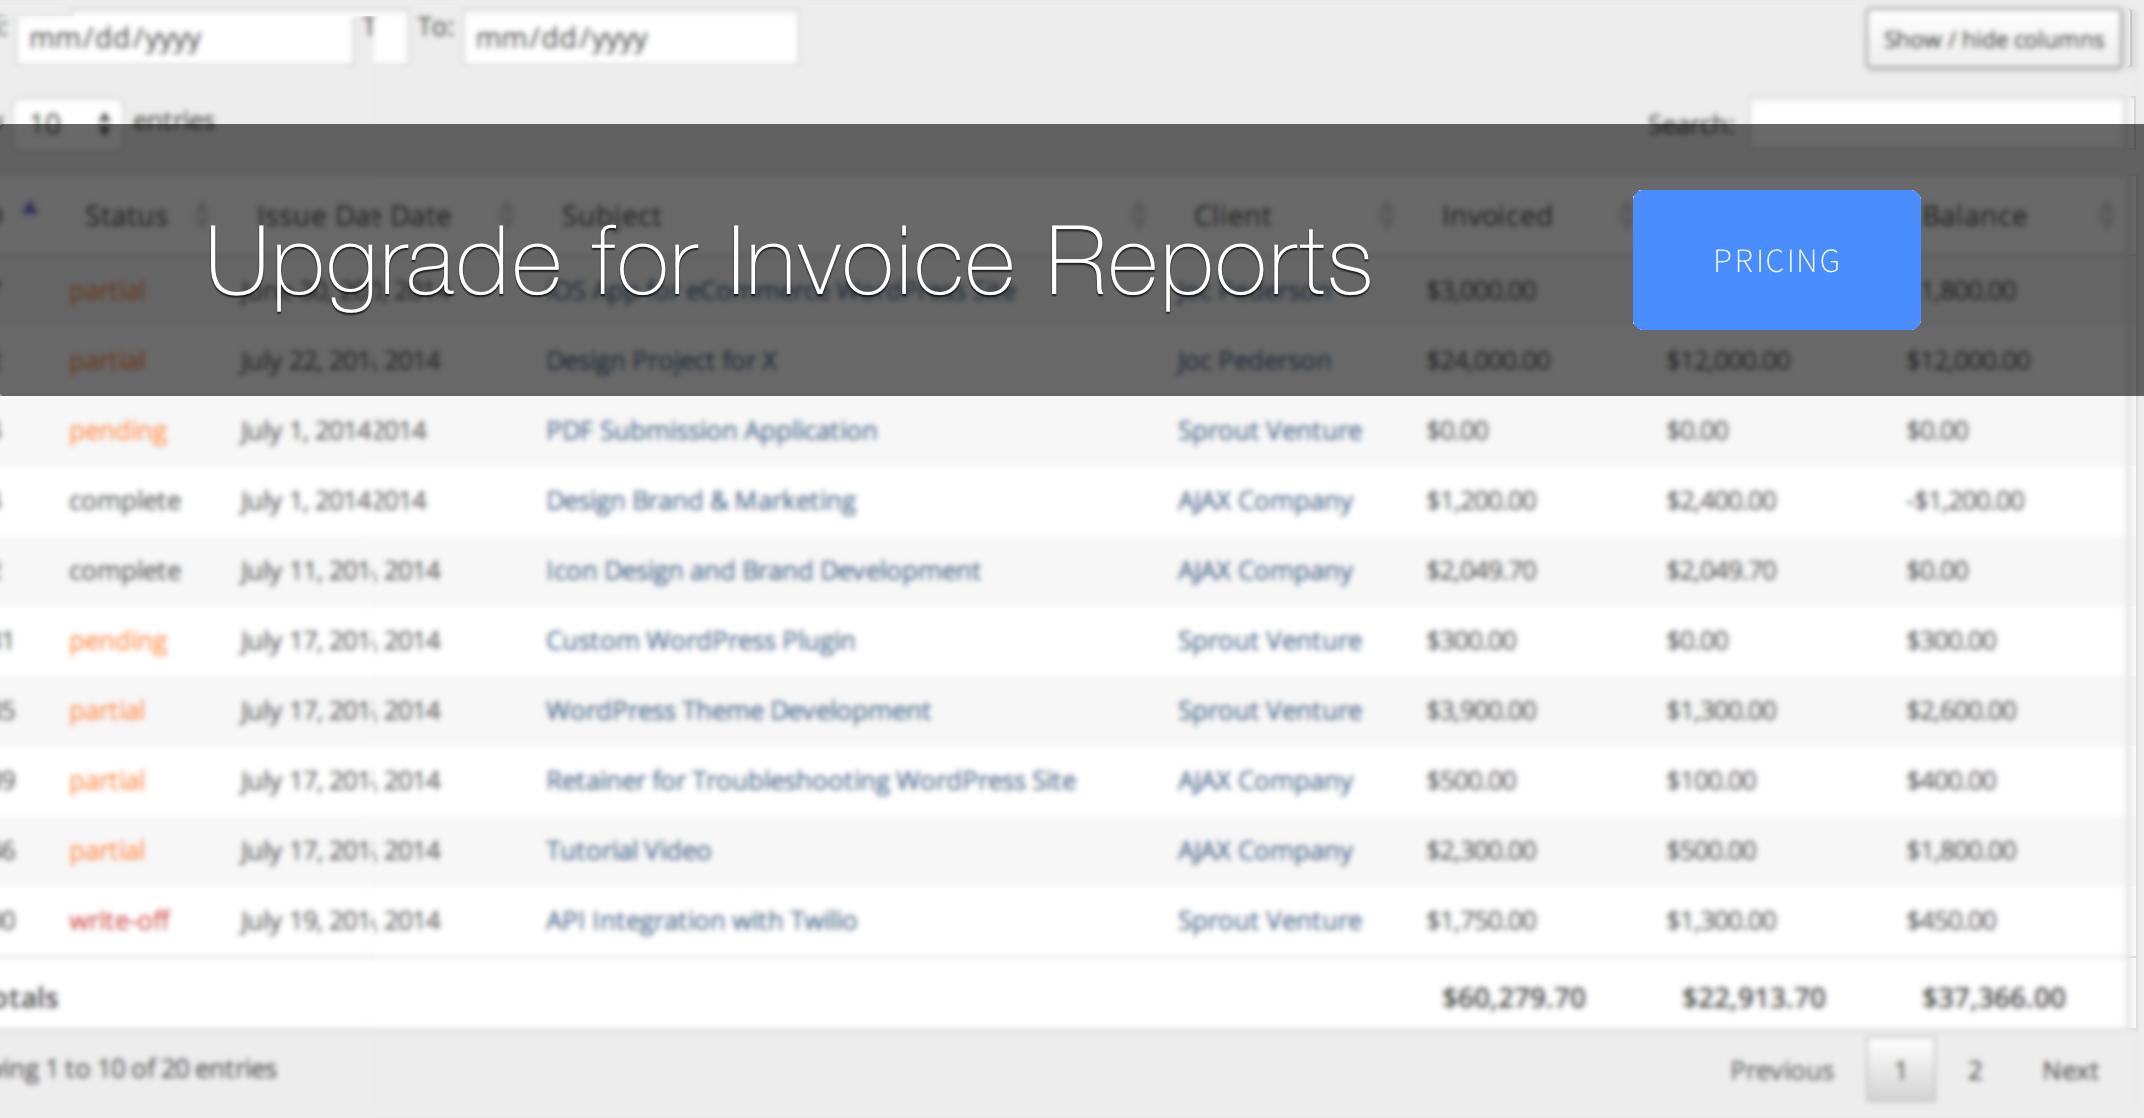 mm/dd/yyyy To: mm/dd/yyyy Show / hide columns
10 entries Search:
Status Issue Dat Date Subject Client Invoiced Balance
Upgrade for Invoice Reports PRICING
partial iOS App for eCommerce WordPress Site Joc Pederson $3,000.00 1,800.00
partial July 22, 201 2014 Design Project for X Joc Pederson $24,000.00 $12,000.00 $12,000.00
pending July 1, 20142014 PDF Submission Application Sprout Venture $0.00 $0.00 $0.00
complete July 1, 20142014 Design Brand & Marketing AJAX Company $1,200.00 $2,400.00 -$1,200.00
complete July 11, 201 2014 Icon Design and Brand Development AJAX Company $2,049.70 $2,049.70 $0.00
pending July 17, 201 2014 Custom WordPress Plugin Sprout Venture $300.00 $0.00 $300.00
partial July 17, 201 2014 WordPress Theme Development Sprout Venture $3,900.00 $1,300.00 $2,600.00
partial July 17, 201 2014 Retainer for Troubleshooting WordPress Site AJAX Company $500.00 $100.00 $400.00
partial July 17, 201 2014 Tutorial Video AJAX Company $2,300.00 $500.00 $1,800.00
write-off July 19, 201 2014 API Integration with Twilio Sprout Venture $1,750.00 $1,300.00 $450.00
otals $60,279.70 $22,913.70 $37,366.00
ing 1 to 10 of 20 entries Previous 1 2 Next